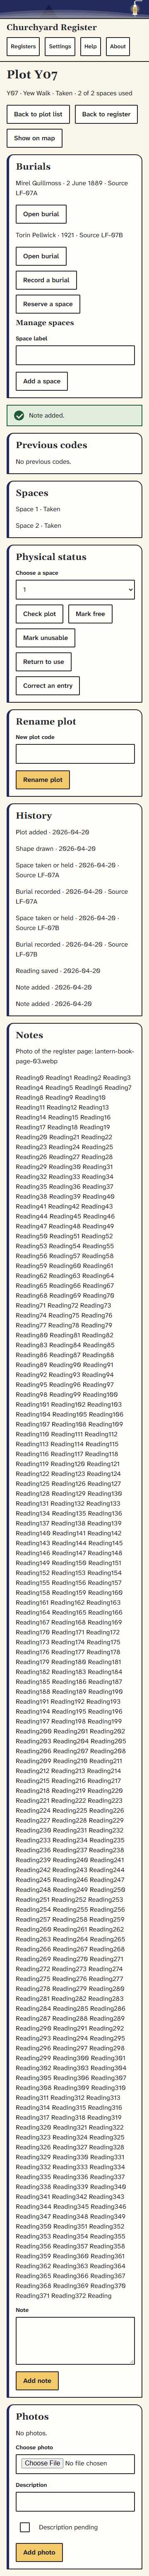 Churchyard Register
Registers
Settings
Help
About
Plot Y07
Y07 · Yew Walk · Taken · 2 of 2 spaces used
Back to plot list
Back to register
Show on map
Burials
Mirel Quillmoss · 2 June 1889 · Source
LF-07A
Open burial
Torin Pellwick · 1921 · Source LF-07B
Open burial
Record a burial
Reserve a space
Manage spaces
Space label
Add a space
Note added.
Previous codes
No previous codes.
Spaces
Space 1 · Taken
Space 2 · Taken
Physical status
Choose a space
1
Check plot
Mark free
Mark unusable
Return to use
Correct an entry
Rename plot
New plot code
Rename plot
History
Plot added · 2026-04-20
Shape drawn · 2026-04-20
Space taken or held · 2026-04-20 ·
Source LF-07A
Burial recorded · 2026-04-20 · Source
LF-07A
Space taken or held · 2026-04-20 ·
Source LF-07B
Burial recorded · 2026-04-20 · Source
LF-07B
Reading saved · 2026-04-20
Note added · 2026-04-20
Note added · 2026-04-20
Notes
Photo of the register page: lantern-book-
page-03.webp
Reading0 Reading1 Reading2 Reading3
Reading4 Reading5 Reading6 Reading7
Reading8 Reading9 Reading10
Reading11 Reading12 Reading13
Reading14 Reading15 Reading16
Reading17 Reading18 Reading19
Reading20 Reading21 Reading22
Reading23 Reading24 Reading25
Reading26 Reading27 Reading28
Reading29 Reading30 Reading31
Reading32 Reading33 Reading34
Reading35 Reading36 Reading37
Reading38 Reading39 Reading40
Reading41 Reading42 Reading43
Reading44 Reading45 Reading46
Reading47 Reading48 Reading49
Reading50 Reading51 Reading52
Reading53 Reading54 Reading55
Reading56 Reading57 Reading58
Reading59 Reading60 Reading61
Reading62 Reading63 Reading64
Reading65 Reading66 Reading67
Reading68 Reading69 Reading70
Reading71 Reading72 Reading73
Reading74 Reading75 Reading76
Reading77 Reading78 Reading79
Reading80 Reading81 Reading82
Reading83 Reading84 Reading85
Reading86 Reading87 Reading88
Reading89 Reading90 Reading91
Reading92 Reading93 Reading94
Reading95 Reading96 Reading97
Reading98 Reading99 Reading100
Reading101 Reading102 Reading103
Reading104 Reading105 Reading106
Reading107 Reading108 Reading109
Reading110 Reading111 Reading112
Reading113 Reading114 Reading115
Reading116 Reading117 Reading118
Reading119 Reading120 Reading121
Reading122 Reading123 Reading124
Reading125 Reading126 Reading127
Reading128 Reading129 Reading130
Reading131 Reading132 Reading133
Reading134 Reading135 Reading136
Reading137 Reading138 Reading139
Reading140 Reading141 Reading142
Reading143 Reading144 Reading145
Reading146 Reading147 Reading148
Reading149 Reading150 Reading151
Reading152 Reading153 Reading154
Reading155 Reading156 Reading157
Reading158 Reading159 Reading160
Reading161 Reading162 Reading163
Reading164 Reading165 Reading166
Reading167 Reading168 Reading169
Reading170 Reading171 Reading172
Reading173 Reading174 Reading175
Reading176 Reading177 Reading178
Reading179 Reading180 Reading181
Reading182 Reading183 Reading184
Reading185 Reading186 Reading187
Reading188 Reading189 Reading190
Reading191 Reading192 Reading193
Reading194 Reading195 Reading196
Reading197 Reading198 Reading199
Reading200 Reading201 Reading202
Reading203 Reading204 Reading205
Reading206 Reading207 Reading208
Reading209 Reading210 Reading211
Reading212 Reading213 Reading214
Reading215 Reading216 Reading217
Reading218 Reading219 Reading220
Reading221 Reading222 Reading223
Reading224 Reading225 Reading226
Reading227 Reading228 Reading229
Reading230 Reading231 Reading232
Reading233 Reading234 Reading235
Reading236 Reading237 Reading238
Reading239 Reading240 Reading241
Reading242 Reading243 Reading244
Reading245 Reading246 Reading247
Reading248 Reading249 Reading250
Reading251 Reading252 Reading253
Reading254 Reading255 Reading256
Reading257 Reading258 Reading259
Reading260 Reading261 Reading262
Reading263 Reading264 Reading265
Reading266 Reading267 Reading268
Reading269 Reading270 Reading271
Reading272 Reading273 Reading274
Reading275 Reading276 Reading277
Reading278 Reading279 Reading280
Reading281 Reading282 Reading283
Reading284 Reading285 Reading286
Reading287 Reading288 Reading289
Reading290 Reading291 Reading292
Reading293 Reading294 Reading295
Reading296 Reading297 Reading298
Reading299 Reading300 Reading301
Reading302 Reading303 Reading304
Reading305 Reading306 Reading307
Reading308 Reading309 Reading310
Reading311 Reading312 Reading313
Reading314 Reading315 Reading316
Reading317 Reading318 Reading319
Reading320 Reading321 Reading322
Reading323 Reading324 Reading325
Reading326 Reading327 Reading328
Reading329 Reading330 Reading331
Reading332 Reading333 Reading334
Reading335 Reading336 Reading337
Reading338 Reading339 Reading340
Reading341 Reading342 Reading343
Reading344 Reading345 Reading346
Reading347 Reading348 Reading349
Reading350 Reading351 Reading352
Reading353 Reading354 Reading355
Reading356 Reading357 Reading358
Reading359 Reading360 Reading361
Reading362 Reading363 Reading364
Reading365 Reading366 Reading367
Reading368 Reading369 Reading370
Reading371 Reading372 Reading
Note
Add note
Photos
No photos.
Choose photo
Choose File No file chosen
Description
Description pending
Add photo